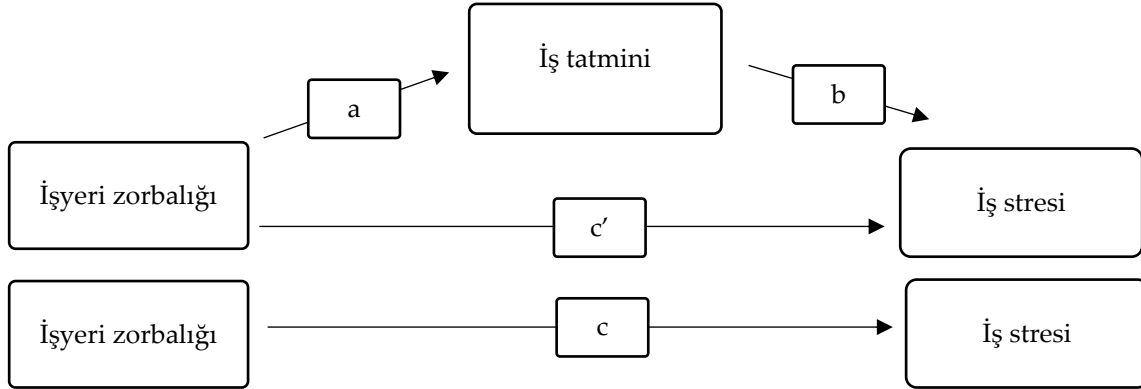 İş tatmini
a
b
İşyeri zorbalığı
c’
İş stresi
İşyeri zorbalığı
c
İş stresi